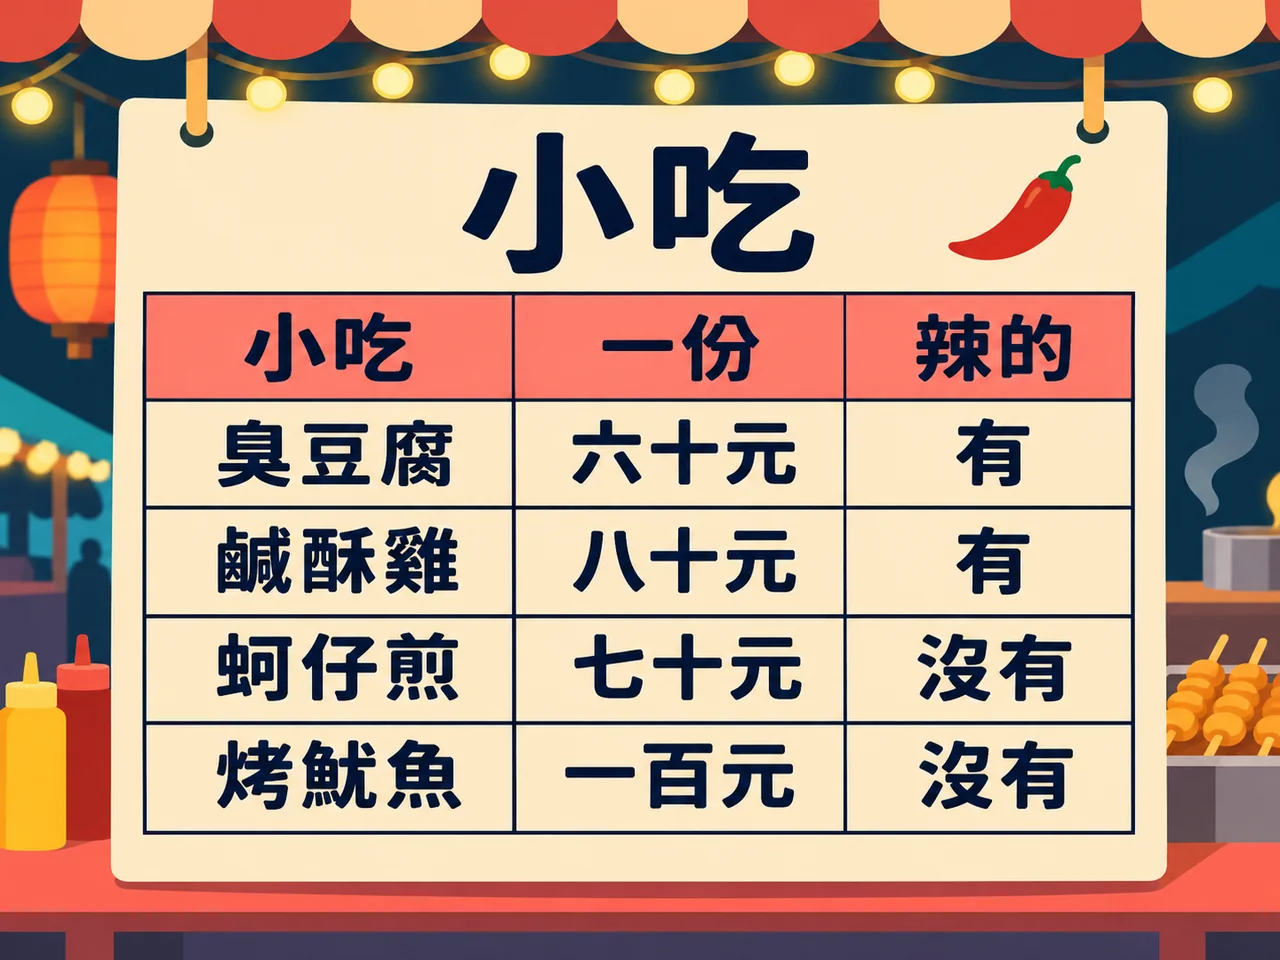 小吃
小吃 一份 辣的
臭豆腐 六十元 有
鹹酥雞 八十元 有
蚵仔煎 七十元 沒有
烤魷魚 一百元 沒有